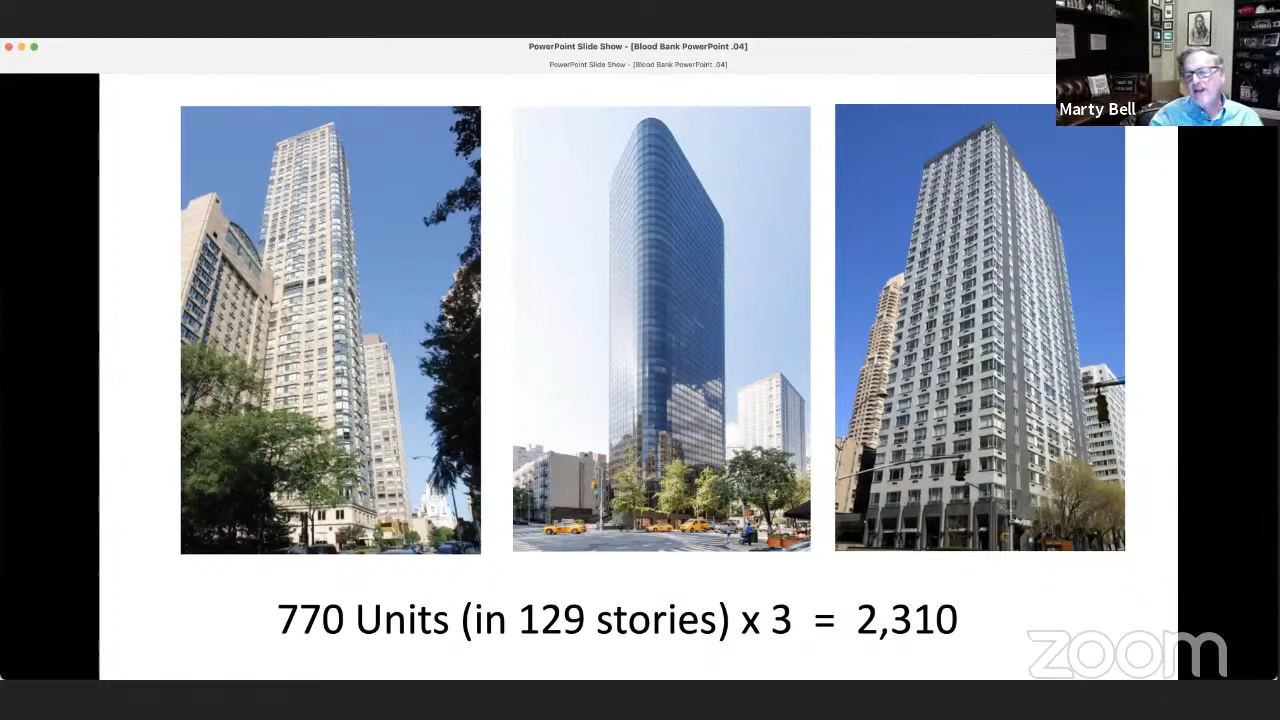 PowerPoint Slide Show - [Blood Bank PowerPoint .04]
PowerPoint Slide Show - [Blood Bank PowerPoint .04]
Marty Bell
770 Units (in 129 stories) x 3 = 2,310
zoom